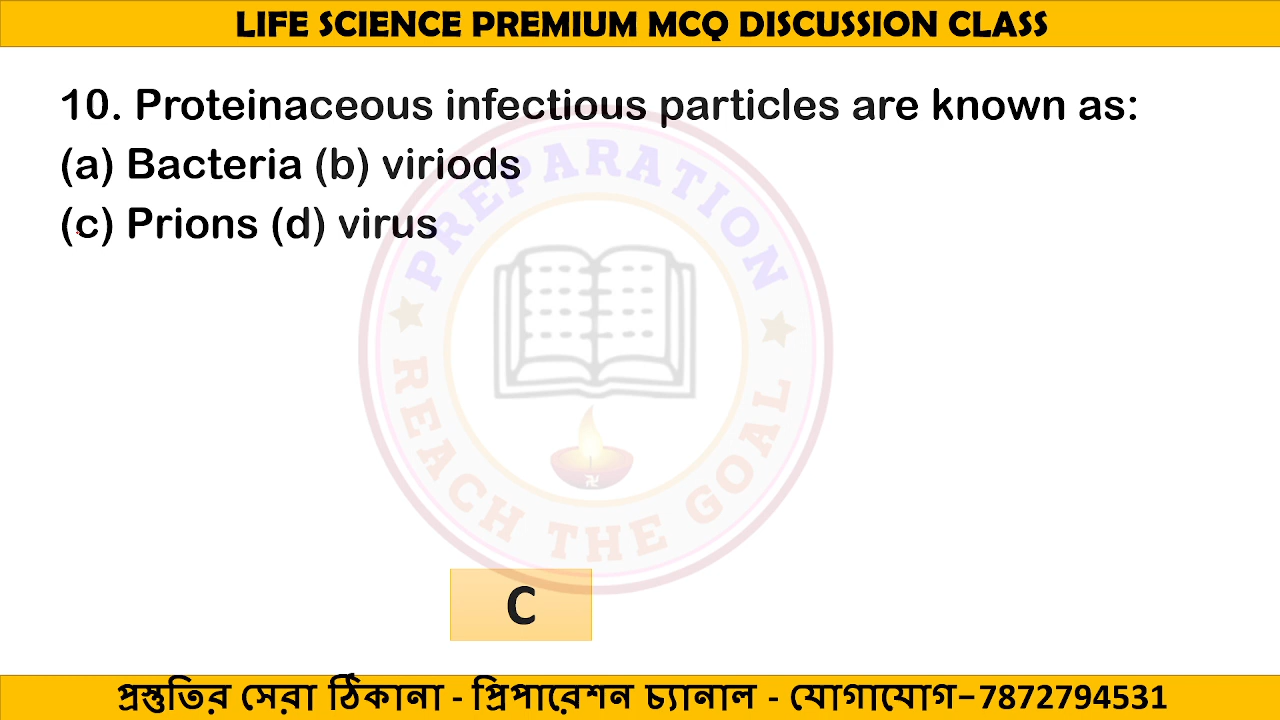 LIFE SCIENCE PREMIUM MCQ DISCUSSION CLASS
10. Proteinaceous infectious particles are known as:
(a) Bacteria (b) viriods
(c) Prions (d) virus
PREPARATION
REACH THE GOAL
C
প্রস্তুতির সেরা ঠিকানা - প্রিপারেশন চ্যানাল - যোগাযোগ–7872794531